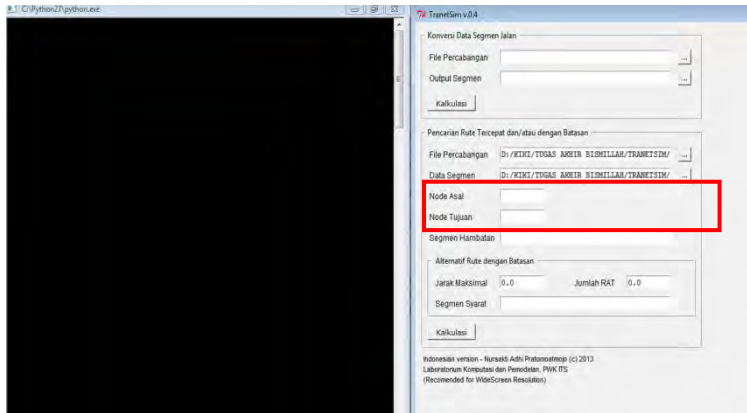 C:\Python27\python.exe
TranetSim v.0.4
Konversi Data Segmen Jalan
File Percabangan
...
Output Segmen
...
Kalkulasi
Pencarian Rute Tercepat dan/atau dengan Batasan
File Percabangan D:/KIKI/TUGAS AKHIR BISMILLAH/TRANETSIM/ ...
Data Segmen D:/KIKI/TUGAS AKHIR BISMILLAH/TRANETSIM/ ...
Node Asal
Node Tujuan
Segmen Hambatan
Alternatif Rute dengan Batasan
Jarak Maksimal 0.0 Jumlah RAT 0.0
Segmen Syarat
Kalkulasi
Indonesian version - Nursakti Adhi Pratomoatmojo (c) 2013
Laboratorium Komputasi dan Pemodelan, PWK ITS
(Recomended for WideScreen Resolution)